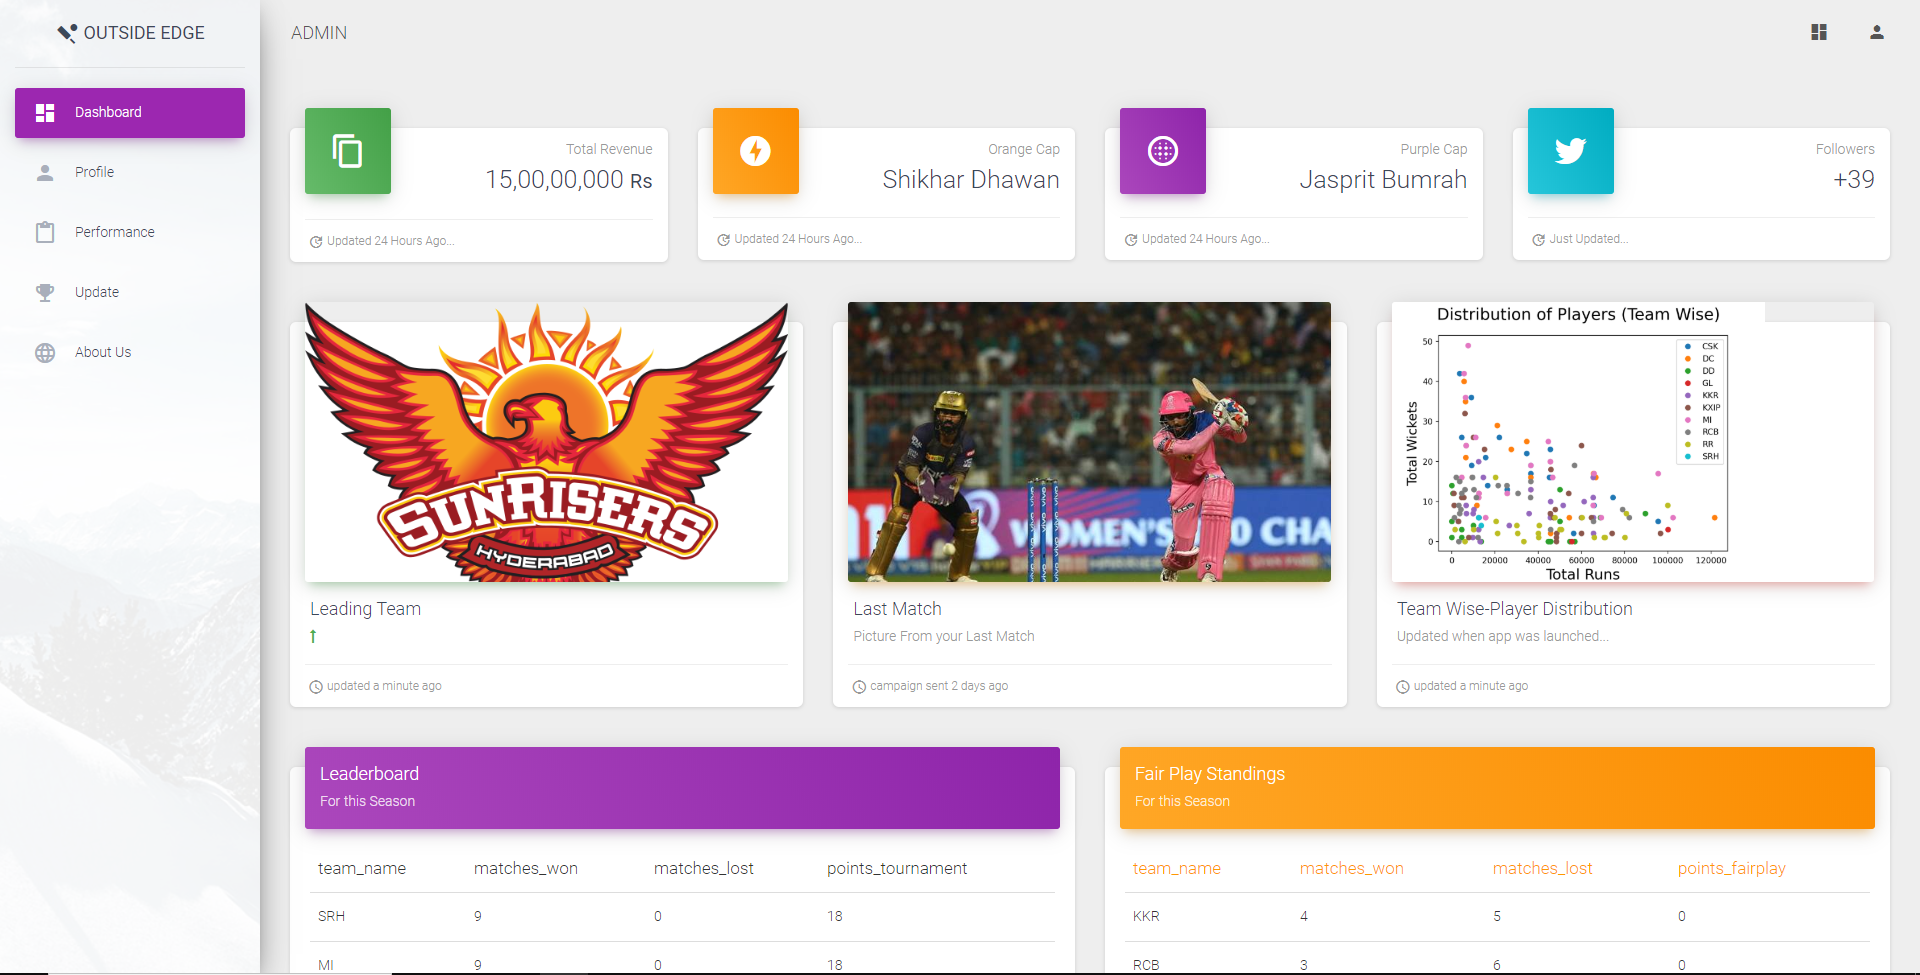 OUTSIDE EDGE
ADMIN
Dashboard
Profile
Performance
Update
About Us
Total Revenue
15,00,00,000 Rs
Updated 24 Hours Ago...
Orange Cap
Shikhar Dhawan
Updated 24 Hours Ago...
Purple Cap
Jasprit Bumrah
Updated 24 Hours Ago...
Followers
+39
Just Updated...
SUNRISERS
HYDERABAD
Leading Team
updated a minute ago
WOMEN'S 20 CHA
Last Match
Picture From your Last Match
campaign sent 2 days ago
Distribution of Players (Team Wise)
Total Wickets
50
40
30
20
10
0
CSK
DC
DD
GL
KKR
KXIP
MI
RCB
RR
SRH
0 20000 40000 60000 80000 100000 120000
Total Runs
Team Wise-Player Distribution
Updated when app was launched...
updated a minute ago
Leaderboard
For this Season
team_name matches_won matches_lost points_tournament
SRH 9 0 18
MI 9 0 18
Fair Play Standings
For this Season
team_name matches_won matches_lost points_fairplay
KKR 4 5 0
RCB 3 6 0